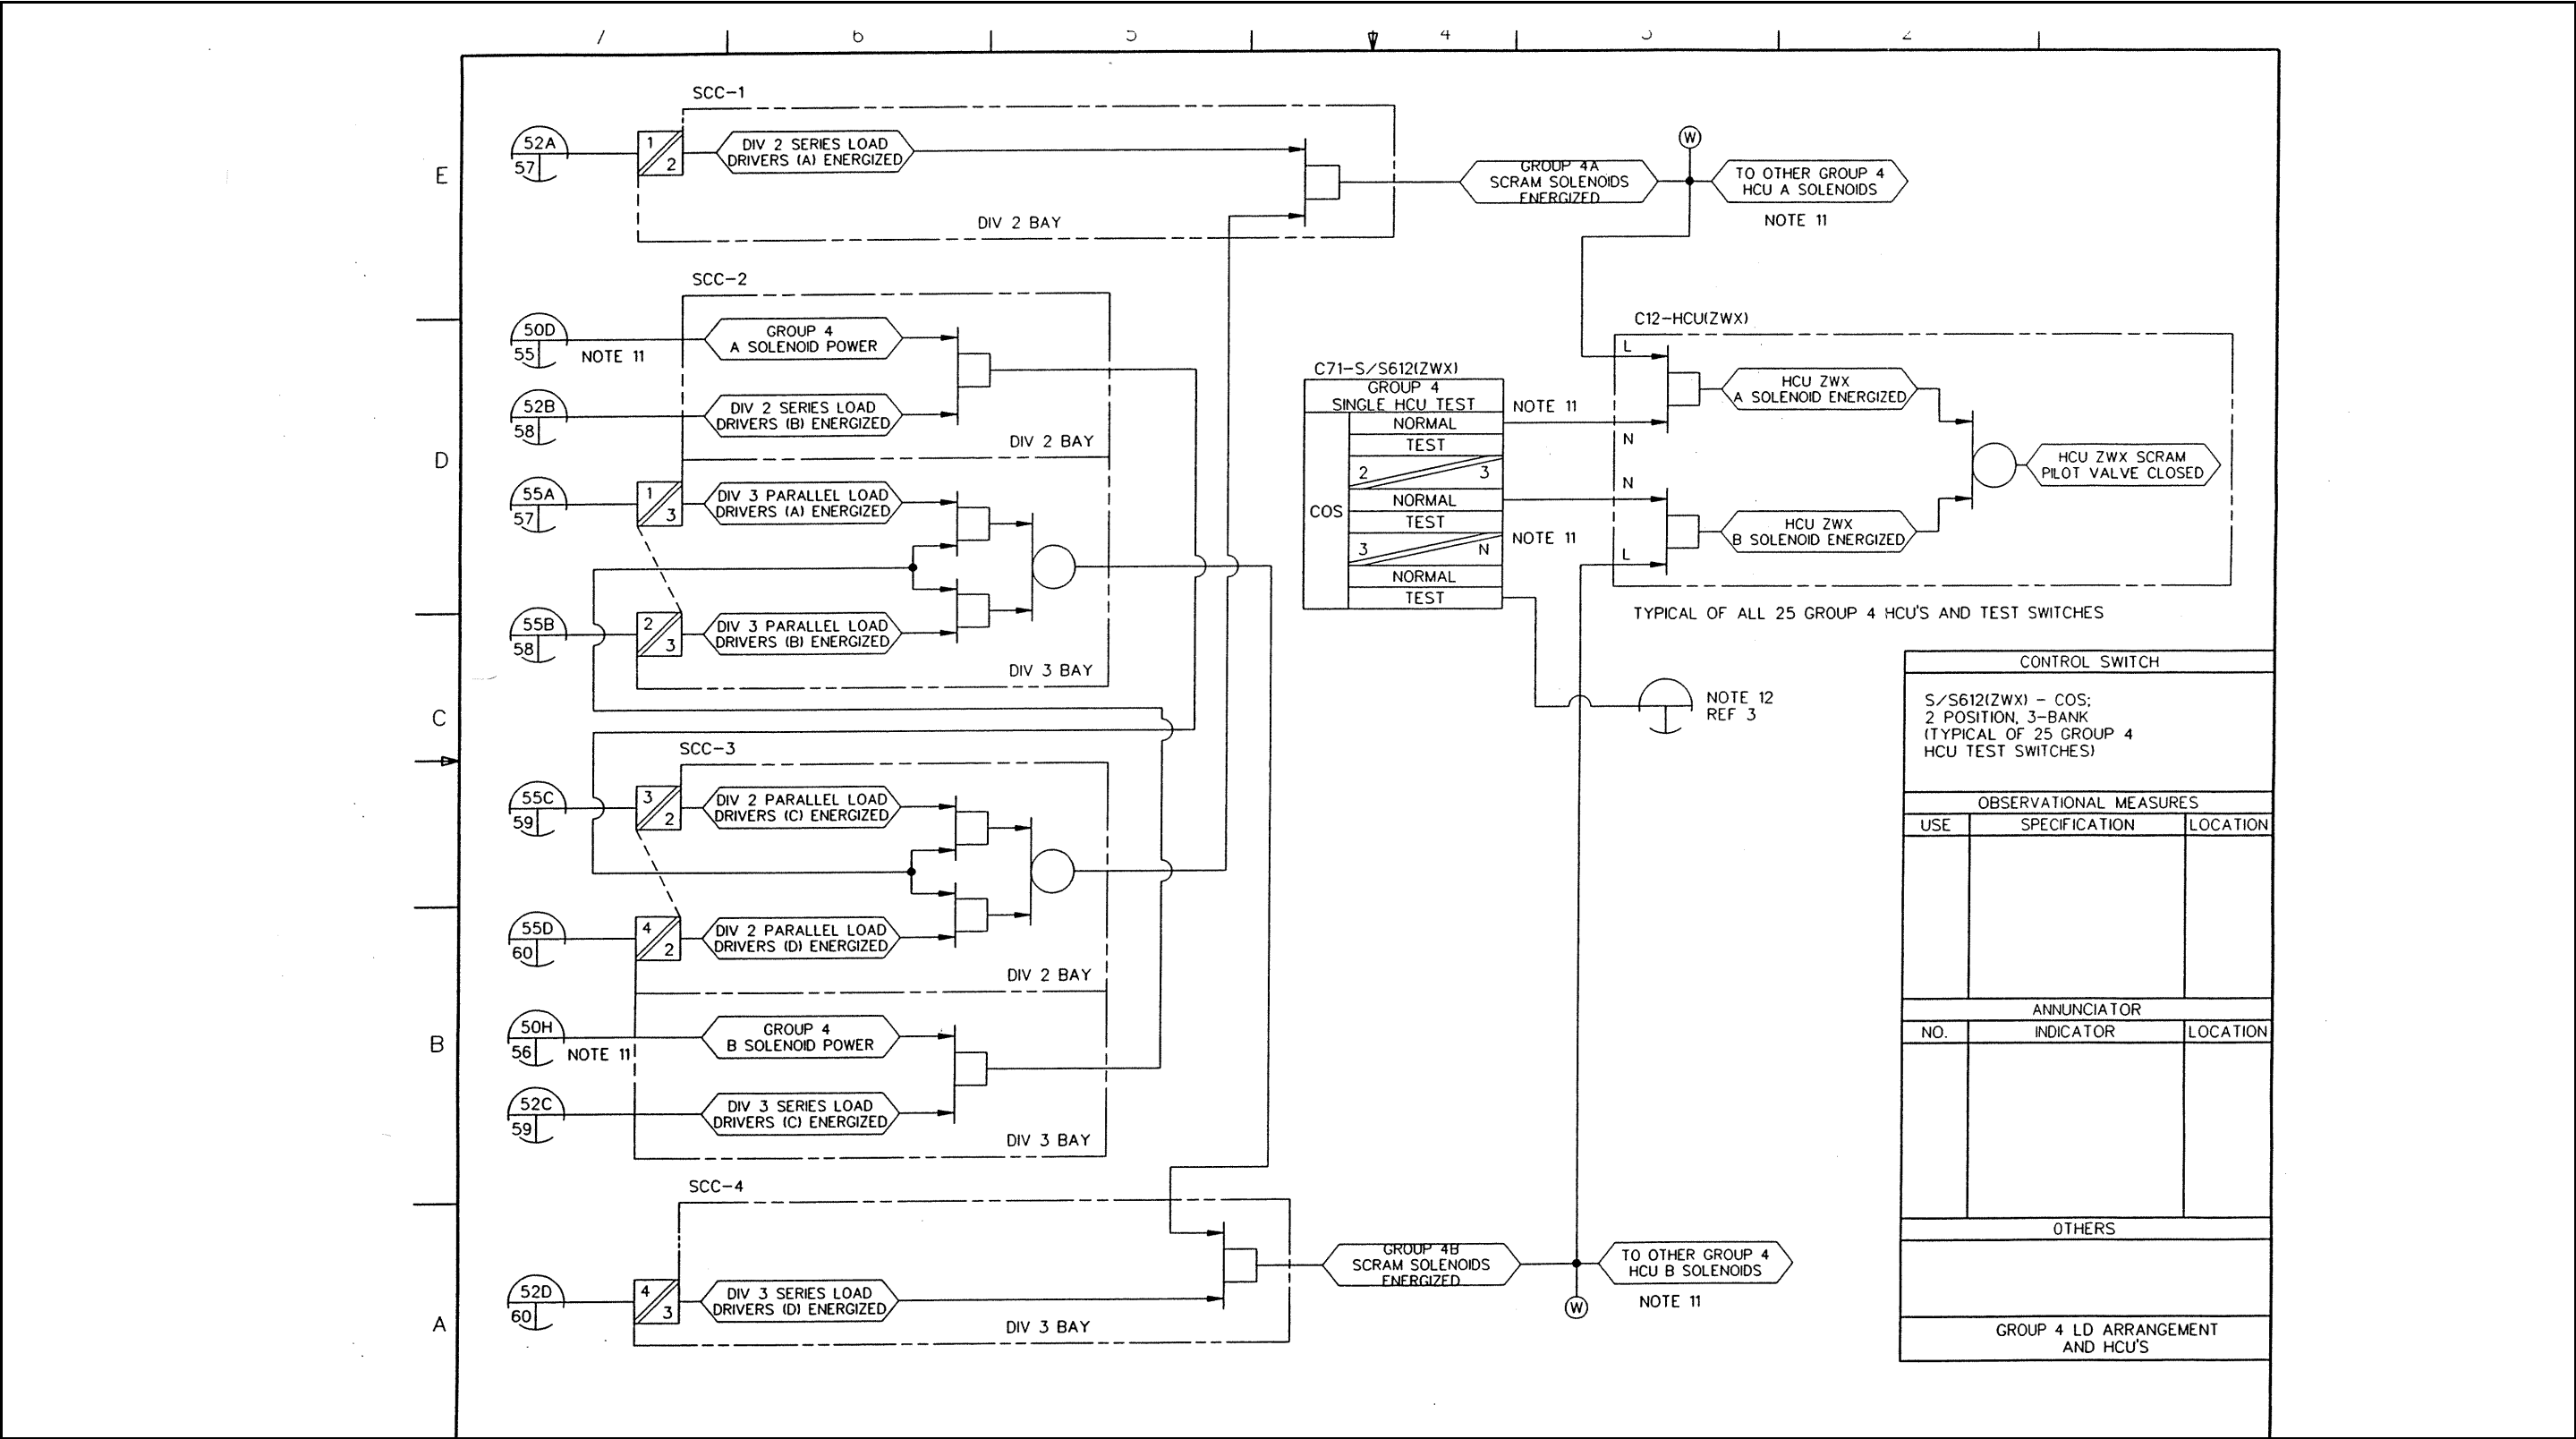 7 6 5 4 3 2
E
D
C
B
A
SCC-1
52A
57
1
2
DIV 2 SERIES LOAD
DRIVERS (A) ENERGIZED
DIV 2 BAY
GROUP 4A
SCRAM SOLENOIDS
ENERGIZED
W
TO OTHER GROUP 4
HCU A SOLENOIDS
NOTE 11
SCC-2
50D
55
NOTE 11
GROUP 4
A SOLENOID POWER
52B
58
DIV 2 SERIES LOAD
DRIVERS (B) ENERGIZED
DIV 2 BAY
55A
57
1
3
DIV 3 PARALLEL LOAD
DRIVERS (A) ENERGIZED
55B
58
2
3
DIV 3 PARALLEL LOAD
DRIVERS (B) ENERGIZED
DIV 3 BAY
C71-S/S612(ZWX)
GROUP 4
SINGLE HCU TEST
COS
NORMAL
TEST
2 3
NORMAL
TEST
3 N
NORMAL
TEST
NOTE 11
NOTE 11
C12-HCU(ZWX)
L
N
N
L
HCU ZWX
A SOLENOID ENERGIZED
HCU ZWX
B SOLENOID ENERGIZED
HCU ZWX SCRAM
PILOT VALVE CLOSED
TYPICAL OF ALL 25 GROUP 4 HCU'S AND TEST SWITCHES
NOTE 12
REF 3
SCC-3
55C
59
3
2
DIV 2 PARALLEL LOAD
DRIVERS (C) ENERGIZED
55D
60
4
2
DIV 2 PARALLEL LOAD
DRIVERS (D) ENERGIZED
DIV 2 BAY
50H
56
NOTE 11
GROUP 4
B SOLENOID POWER
52C
59
DIV 3 SERIES LOAD
DRIVERS (C) ENERGIZED
DIV 3 BAY
SCC-4
52D
60
4
3
DIV 3 SERIES LOAD
DRIVERS (D) ENERGIZED
DIV 3 BAY
GROUP 4B
SCRAM SOLENOIDS
ENERGIZED
W
TO OTHER GROUP 4
HCU B SOLENOIDS
NOTE 11
CONTROL SWITCH
S/S612(ZWX) - COS;
2 POSITION, 3-BANK
(TYPICAL OF 25 GROUP 4
HCU TEST SWITCHES)
OBSERVATIONAL MEASURES
USE SPECIFICATION LOCATION
ANNUNCIATOR
NO. INDICATOR LOCATION
OTHERS
GROUP 4 LD ARRANGEMENT
AND HCU'S